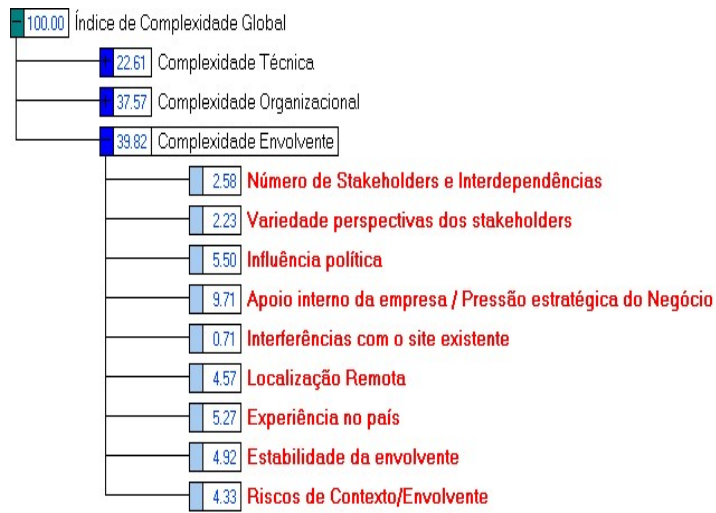 100.00 Índice de Complexidade Global
22.61 Complexidade Técnica
37.57 Complexidade Organizacional
39.82 Complexidade Envolvente
2.58 Número de Stakeholders e Interdependências
2.23 Variedade perspectivas dos stakeholders
5.50 Influência política
9.71 Apoio interno da empresa / Pressão estratégica do Negócio
0.71 Interferências com o site existente
4.57 Localização Remota
5.27 Experiência no país
4.92 Estabilidade da envolvente
4.33 Riscos de Contexto/Envolvente